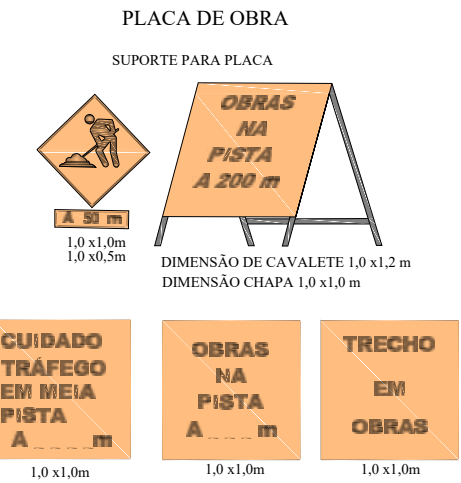 PLACA DE OBRA
SUPORTE PARA PLACA
OBRAS
NA
PISTA
A 200 m
A 50 m
1,0 x1,0m
1,0 x0,5m
DIMENSÃO DE CAVALETE 1,0 x1,2 m
DIMENSÃO CHAPA 1,0 x1,0 m
CUIDADO
TRÁFEGO
EM MEIA
PISTA
A _ _ _ _ m
1,0 x1,0m
OBRAS
NA
PISTA
A _ _ _ _ m
1,0 x1,0m
TRECHO
EM
OBRAS
1,0 x1,0m